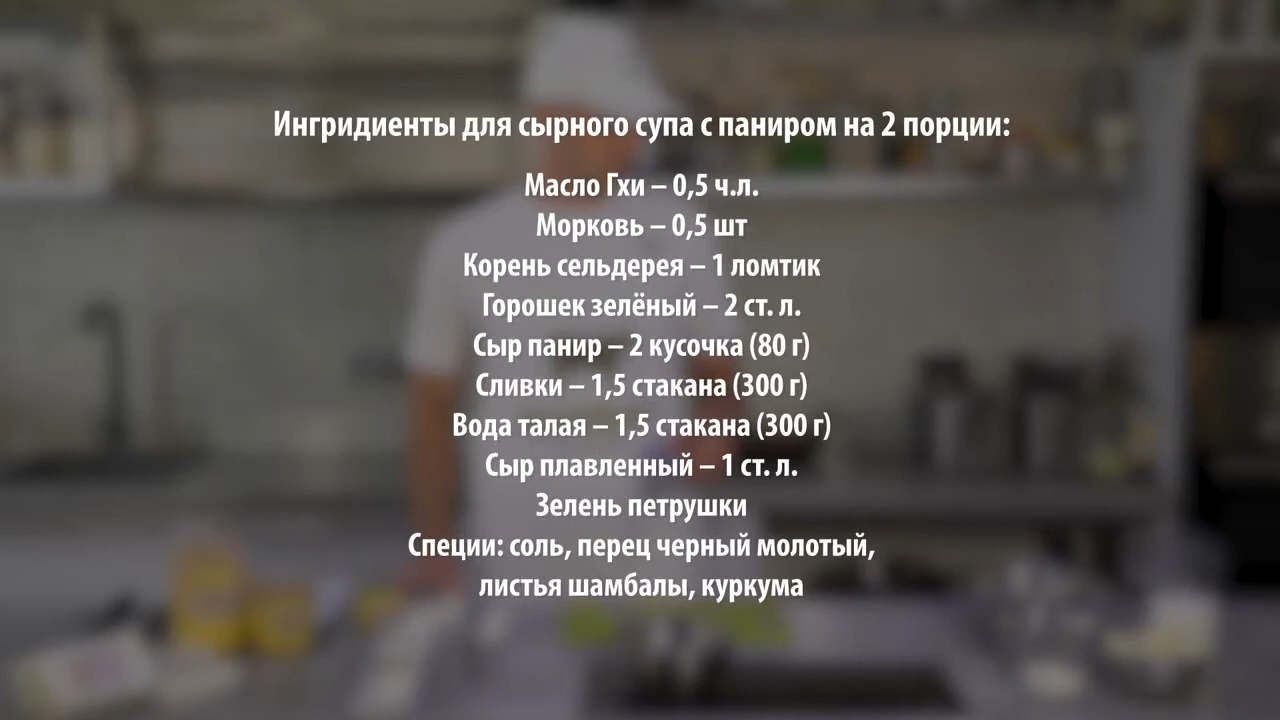 Ингридиенты для сырного супа с паниром на 2 порции:
Масло Гхи – 0,5 ч.л.
Морковь – 0,5 шт
Корень сельдерея – 1 ломтик
Горошек зелёный – 2 ст. л.
Сыр панир – 2 кусочка (80 г)
Сливки – 1,5 стакана (300 г)
Вода талая – 1,5 стакана (300 г)
Сыр плавленный – 1 ст. л.
Зелень петрушки
Специи: соль, перец черный молотый,
листья шамбалы, куркума